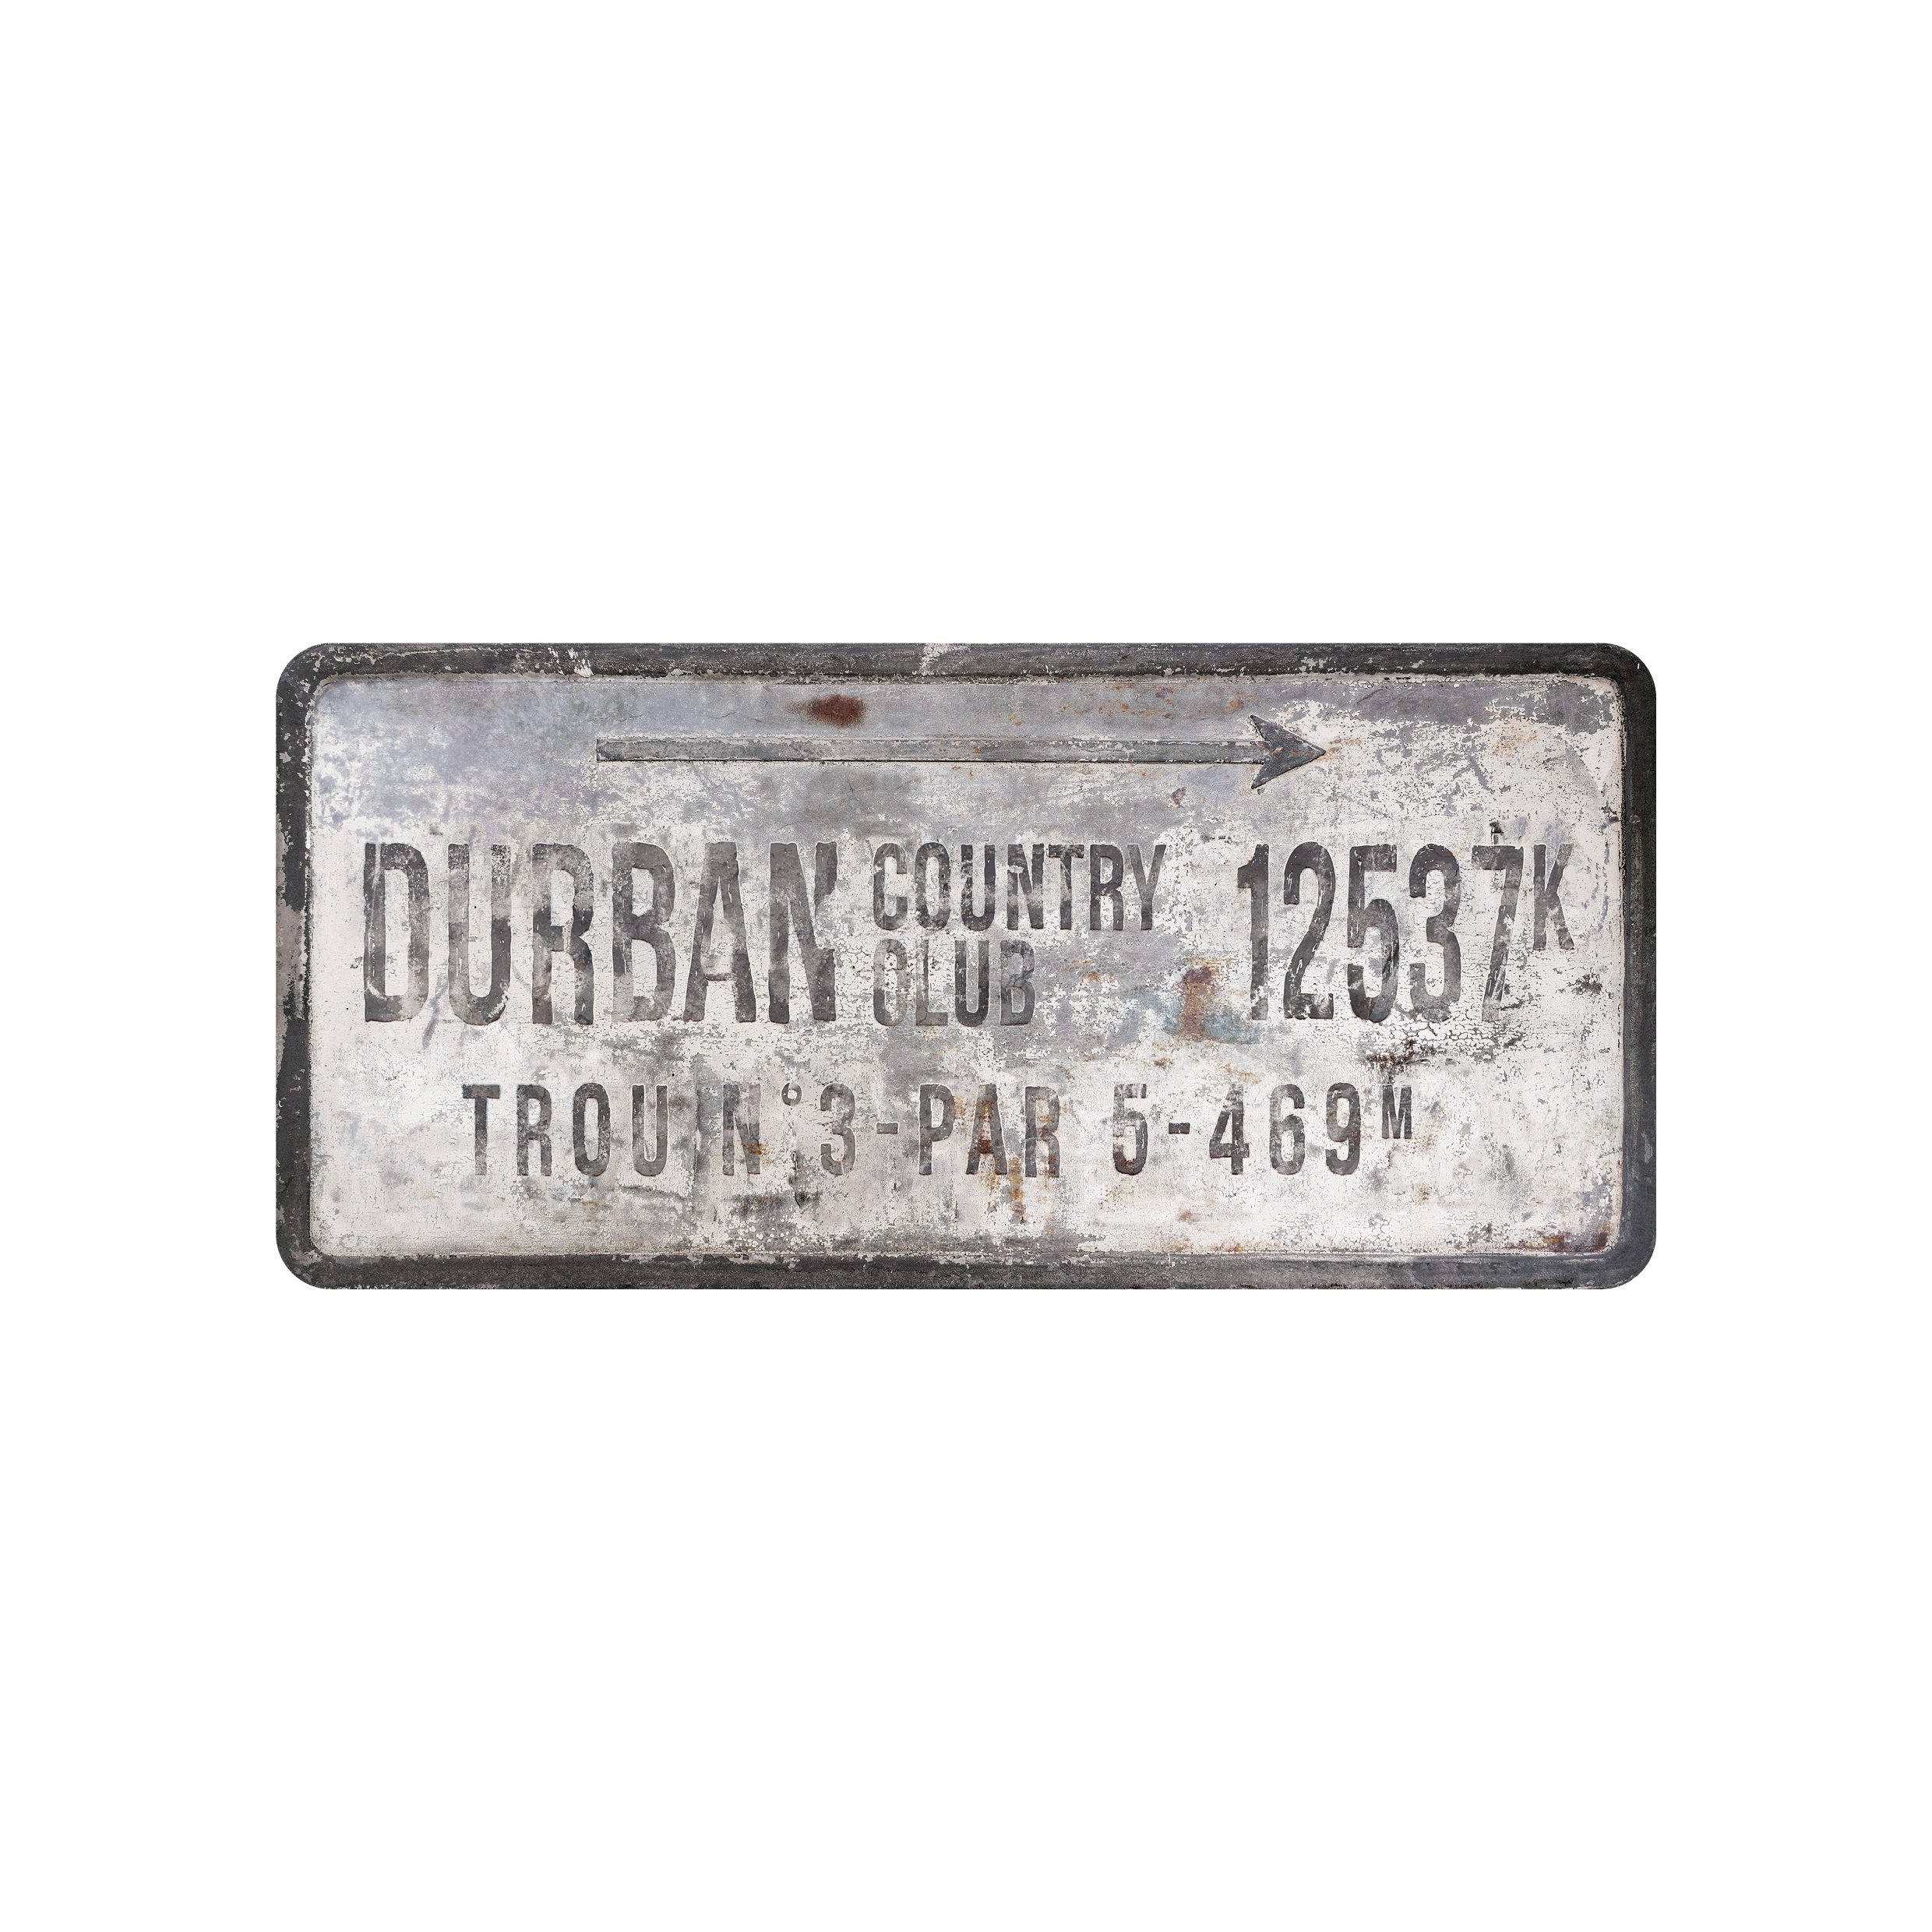 DURBAN COUNTRY CLUB 12537K
TROU N°3-PAR 5-469M